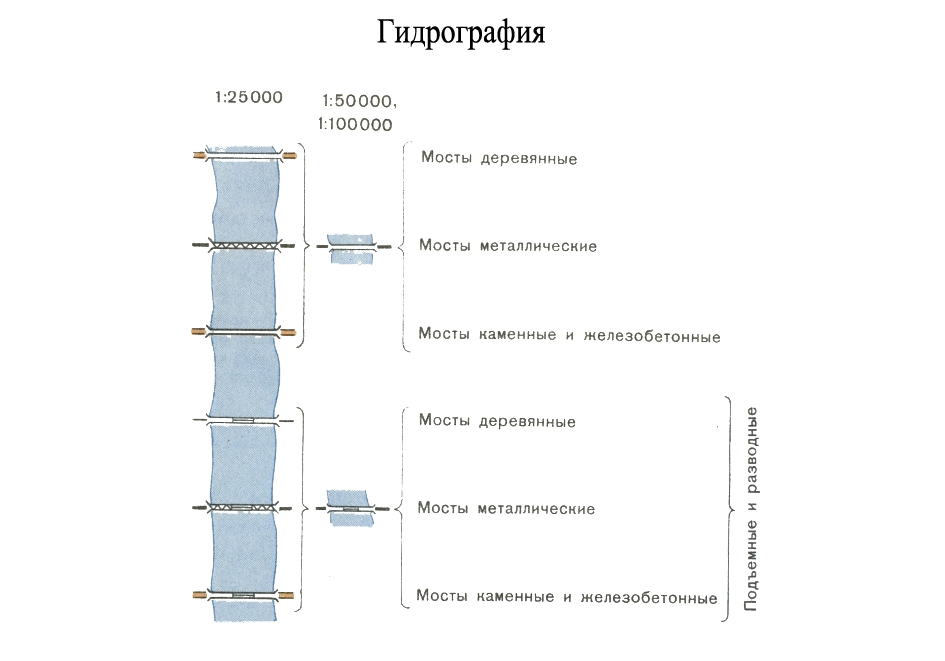 Гидрография
1:25000
1:50000,
1:100000
Мосты деревянные
Мосты металлические
Мосты каменные и железобетонные
Мосты деревянные
Мосты металлические
Мосты каменные и железобетонные
Подъемные и разводные